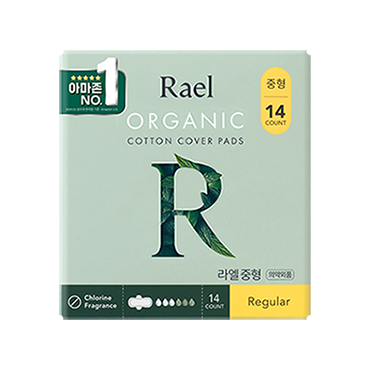 아마존
NO.
1
Rael
ORGANIC
COTTON COVER PADS
중형
14
COUNT
R
라엘 중형
의약외품
Chlorine
Fragrance
14
COUNT
Regular